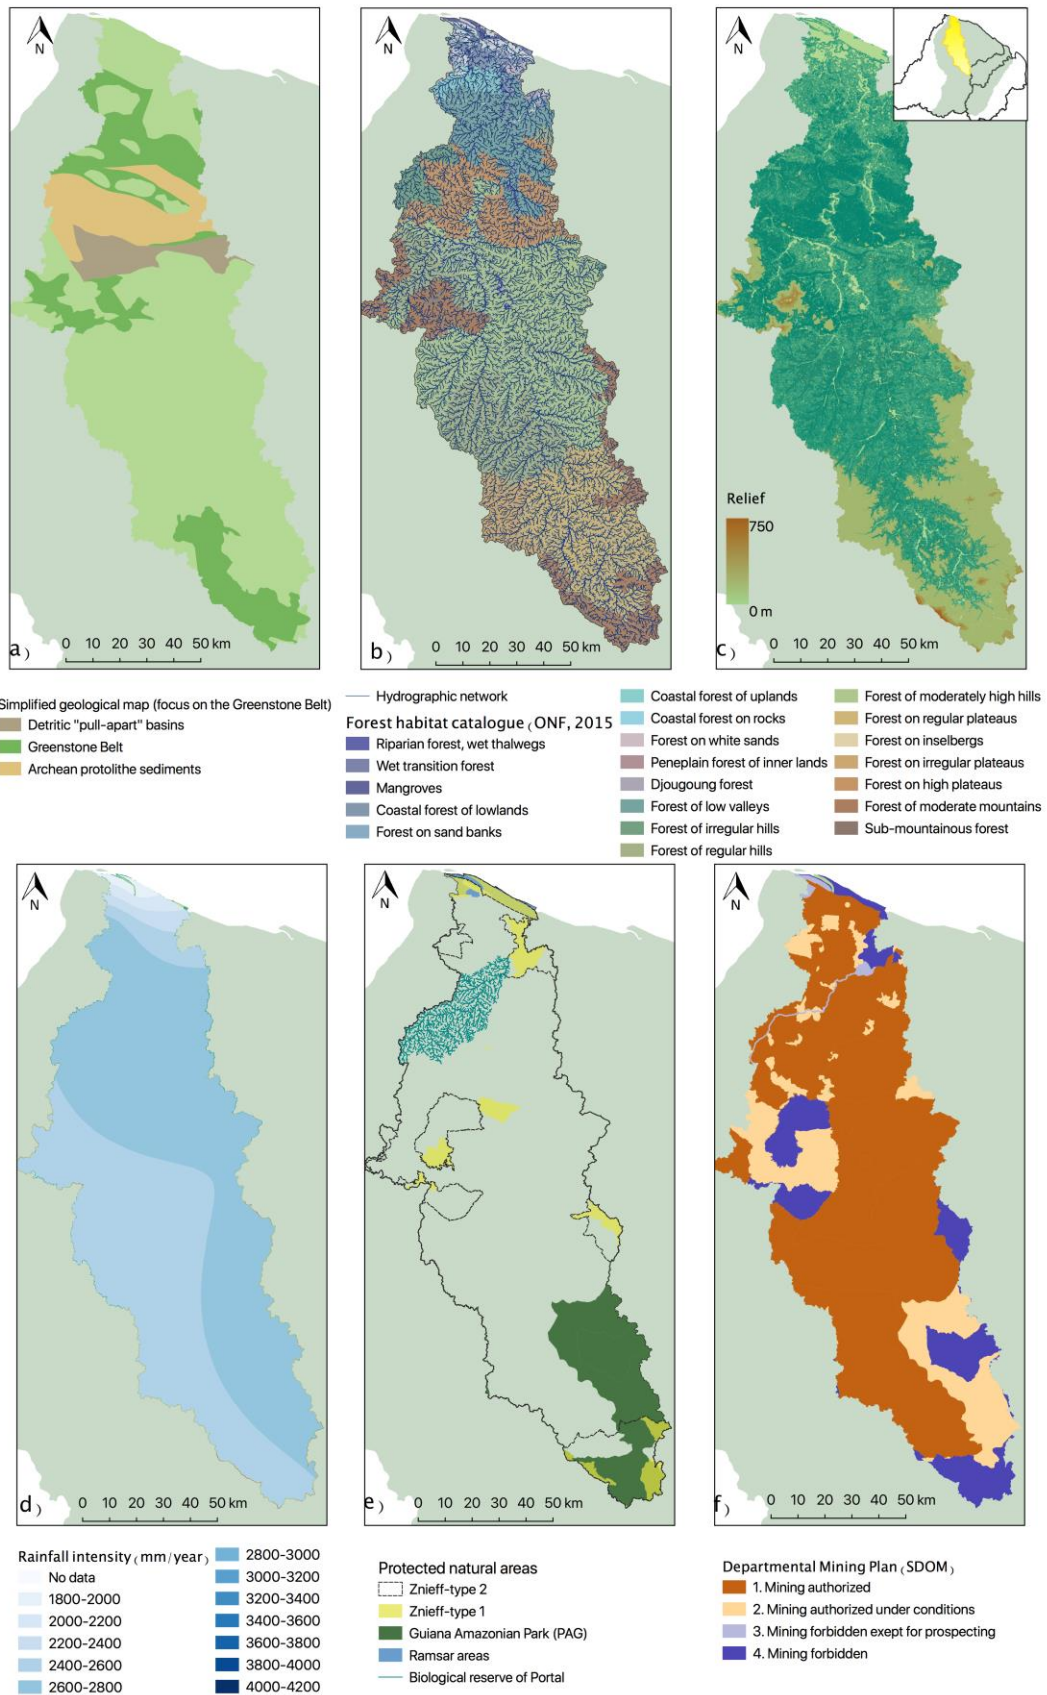 N
N
N
Relief
750
0 m
0 10 20 30 40 50 km
a)
0 10 20 30 40 50 km
b)
0 10 20 30 40 50 km
c)
Simplified geological map (focus on the Greenstone Belt)
Detritic "pull-apart" basins
Greenstone Belt
Archean protolithe sediments
Hydrographic network
Forest habitat catalogue (ONF, 2015
Riparian forest, wet thalwegs
Wet transition forest
Mangroves
Coastal forest of lowlands
Forest on sand banks
Coastal forest of uplands
Coastal forest on rocks
Forest on white sands
Peneplain forest of inner lands
Djougoung forest
Forest of low valleys
Forest of irregular hills
Forest of regular hills
Forest of moderately high hills
Forest on regular plateaus
Forest on inselbergs
Forest on irregular plateaus
Forest on high plateaus
Forest of moderate mountains
Sub-mountainous forest
N
N
N
d)
0 10 20 30 40 50 km
e)
0 10 20 30 40 50 km
f)
0 10 20 30 40 50 km
Rainfall intensity (mm/year)
No data
1800-2000
2000-2200
2200-2400
2400-2600
2600-2800
2800-3000
3000-3200
3200-3400
3400-3600
3600-3800
3800-4000
4000-4200
Protected natural areas
Znieff-type 2
Znieff-type 1
Guiana Amazonian Park (PAG)
Ramsar areas
Biological reserve of Portal
Departmental Mining Plan (SDOM)
1. Mining authorized
2. Mining authorized under conditions
3. Mining forbidden exept for prospecting
4. Mining forbidden